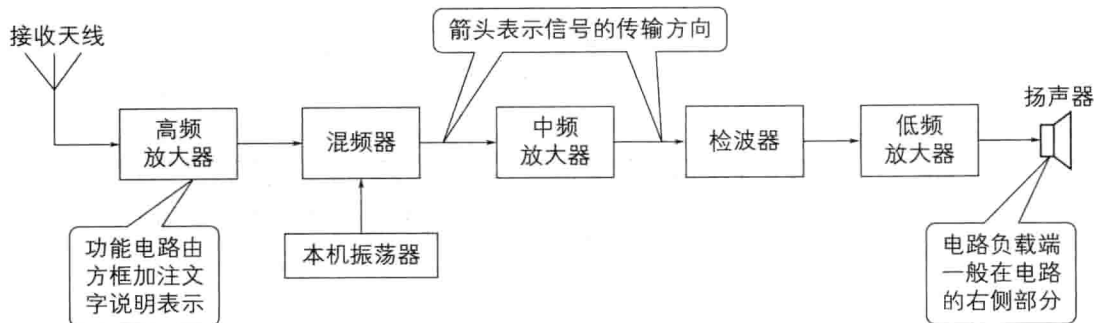 接收天线
箭头表示信号的传输方向
扬声器
高频
放大器
混频器
中频
放大器
检波器
低频
放大器
本机振荡器
功能电路由
方框加注文
字说明表示
电路负载端
一般在电路
的右侧部分